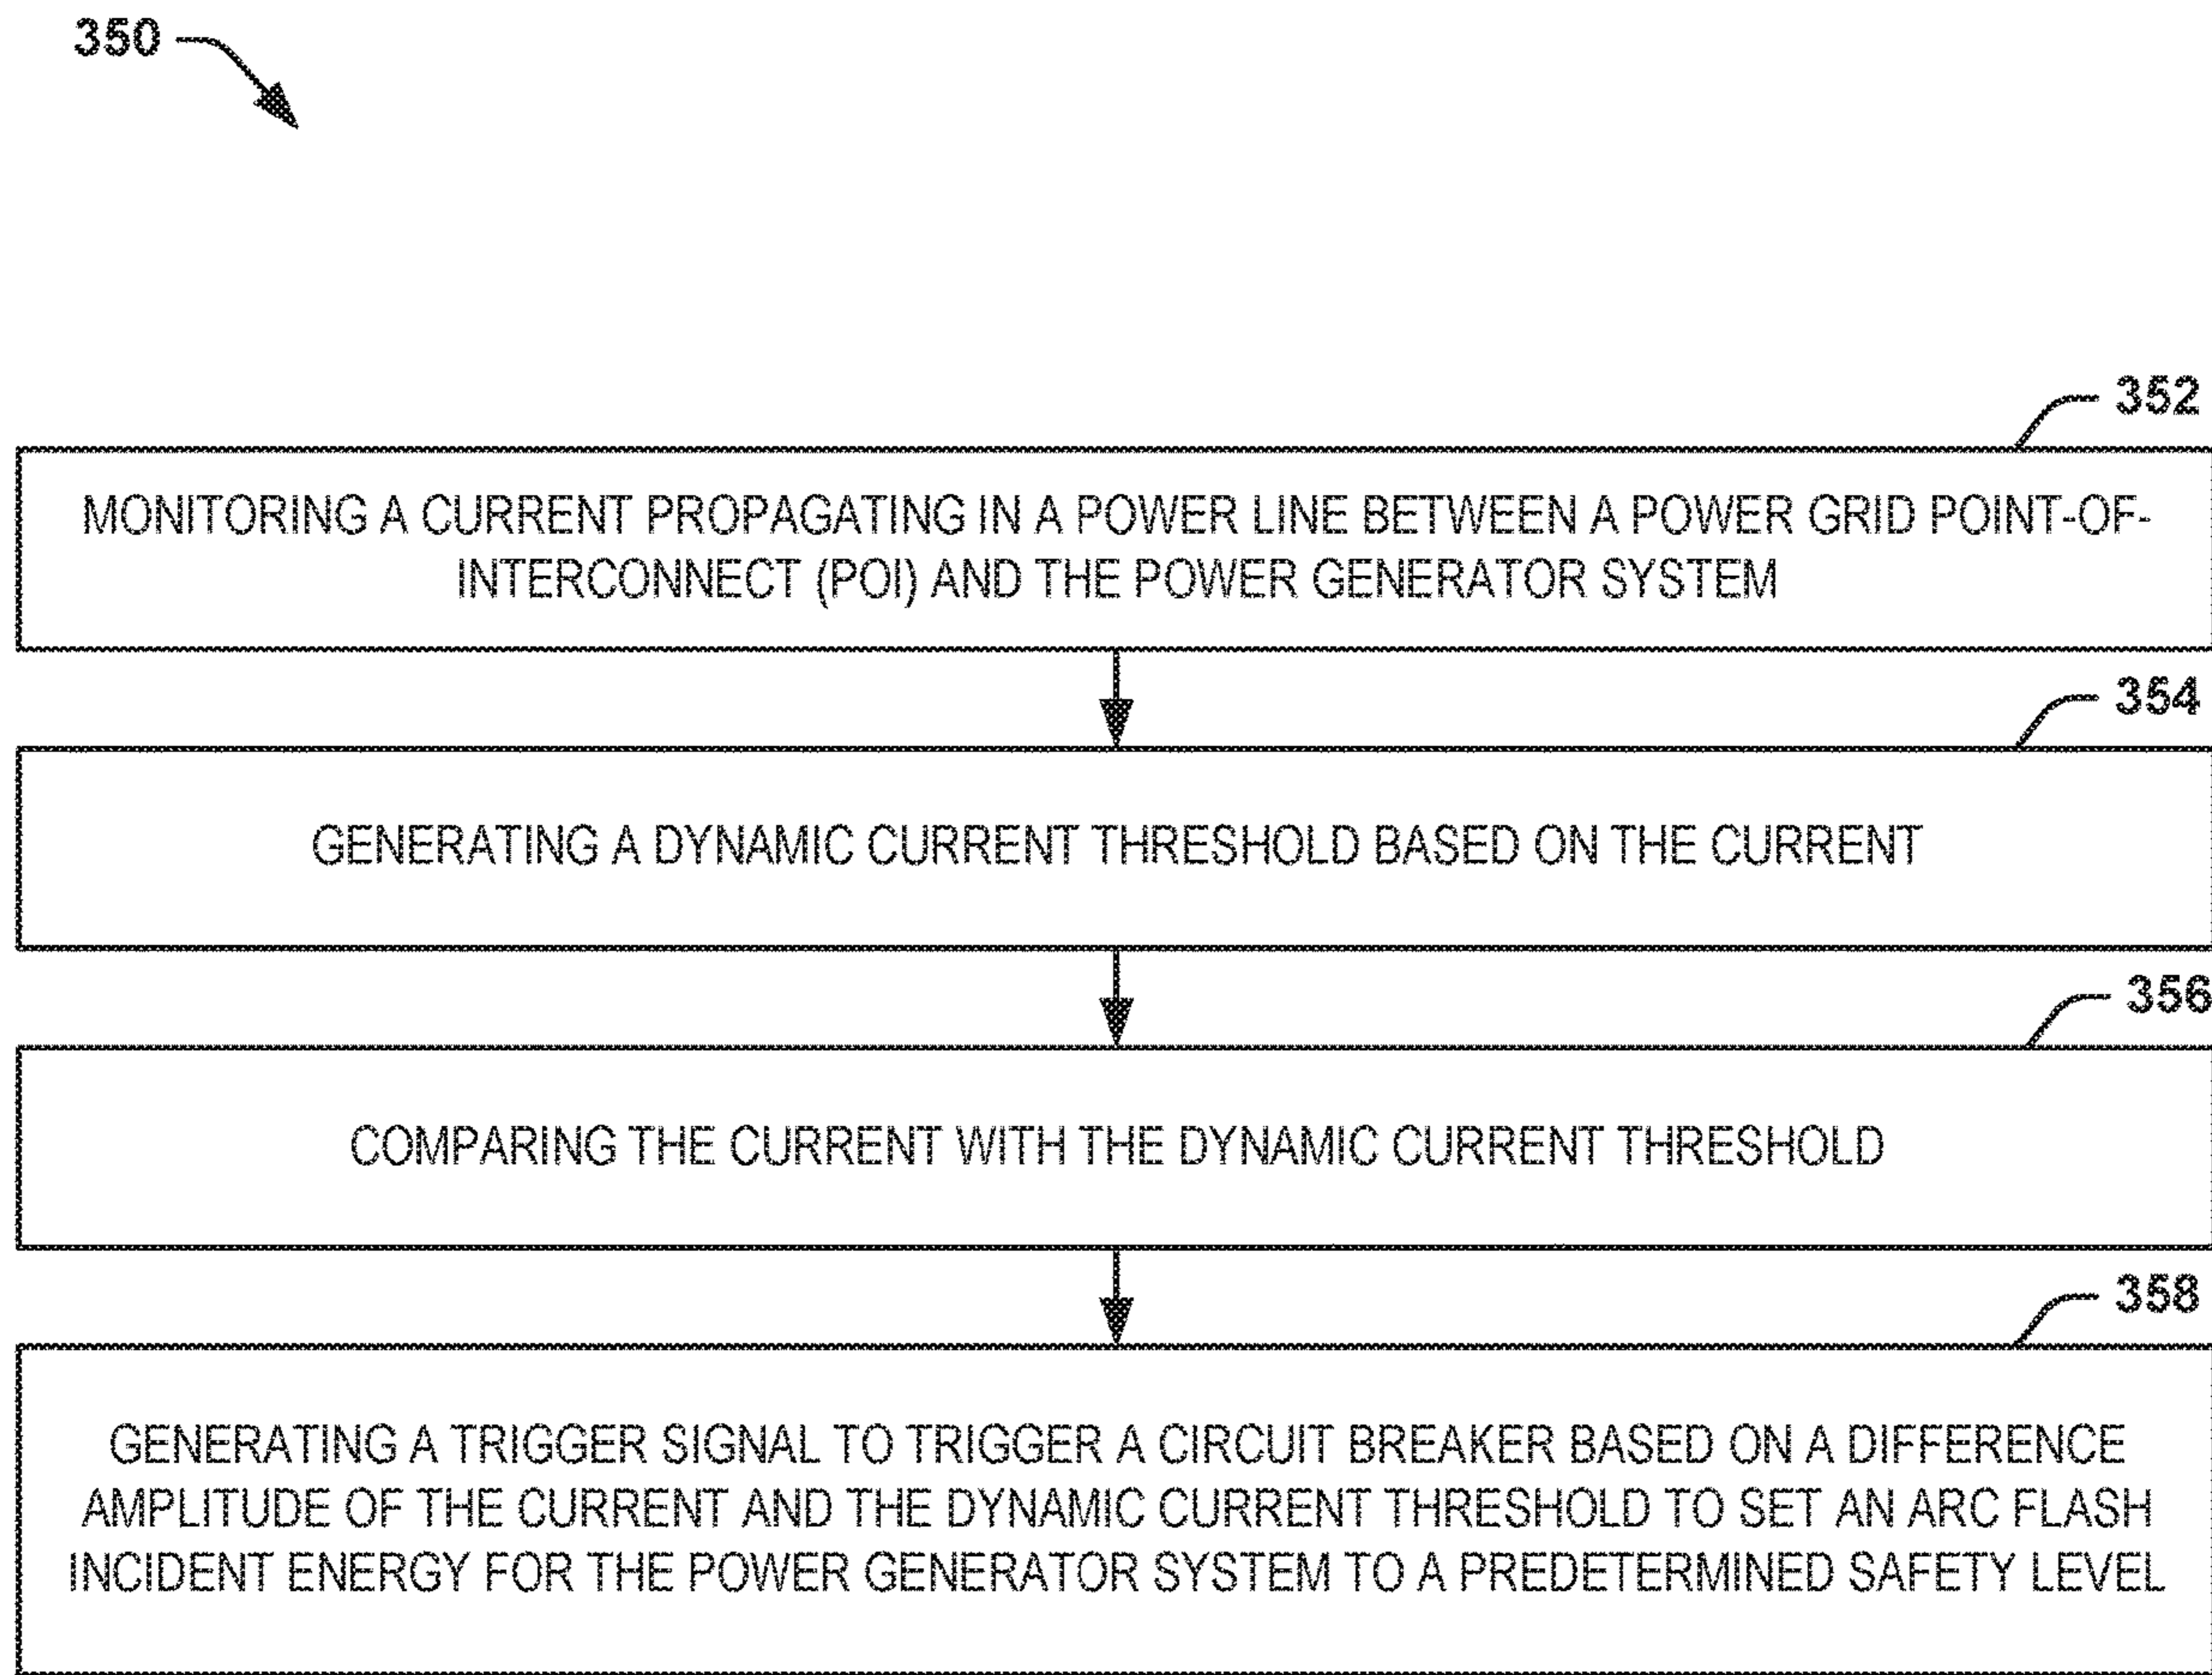 350
352
MONITORING A CURRENT PROPAGATING IN A POWER LINE BETWEEN A POWER GRID POINT-OF-
INTERCONNECT (POI) AND THE POWER GENERATOR SYSTEM
354
GENERATING A DYNAMIC CURRENT THRESHOLD BASED ON THE CURRENT
356
COMPARING THE CURRENT WITH THE DYNAMIC CURRENT THRESHOLD
358
GENERATING A TRIGGER SIGNAL TO TRIGGER A CIRCUIT BREAKER BASED ON A DIFFERENCE
AMPLITUDE OF THE CURRENT AND THE DYNAMIC CURRENT THRESHOLD TO SET AN ARC FLASH
INCIDENT ENERGY FOR THE POWER GENERATOR SYSTEM TO A PREDETERMINED SAFETY LEVEL